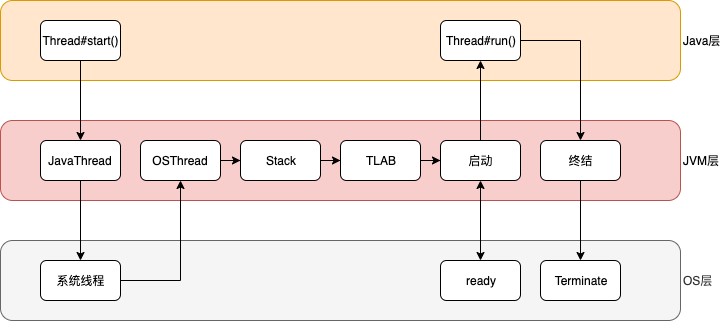 Thread#start()
Thread#run()
Java层
JavaThread
OSThread
Stack
TLAB
启动
终结
JVM层
系统线程
ready
Terminate
OS层